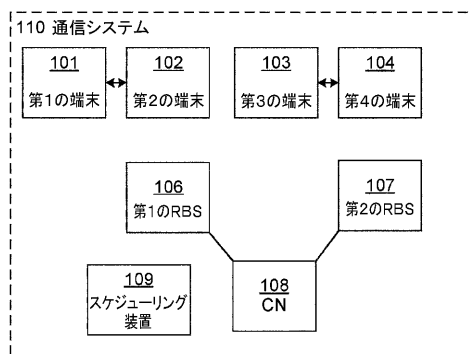 110 通信システム
101
第1の端末
102
第2の端末
103
第3の端末
104
第4の端末
106
第1のRBS
107
第2のRBS
109
スケジューリング
装置
108
CN